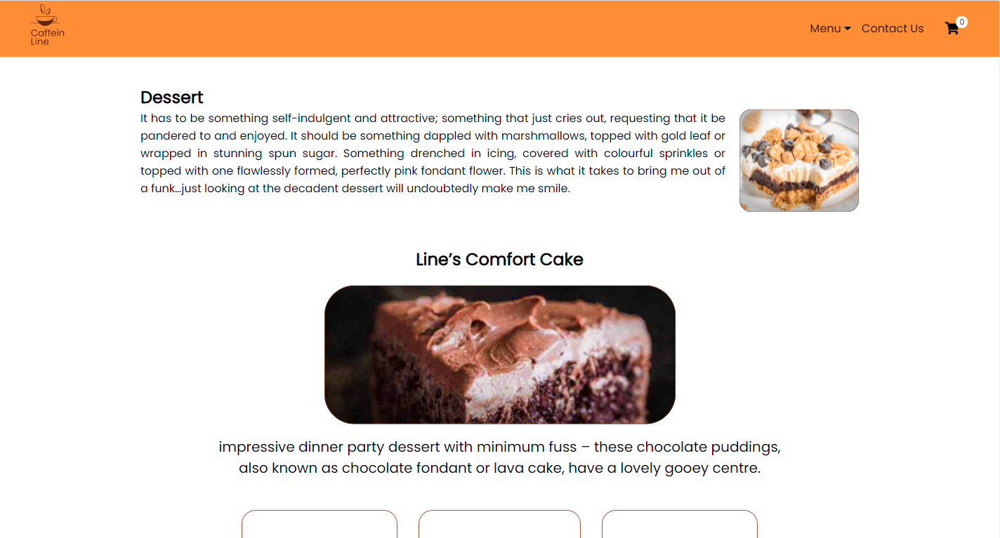 Caffein
Line
Menu
Contact Us
0
Dessert
It has to be something self-indulgent and attractive; something that just cries out, requesting that it be
pandered to and enjoyed. It should be something dappled with marshmallows, topped with gold leaf or
wrapped in stunning spun sugar. Something drenched in icing, covered with colourful sprinkles or
topped with one flawlessly formed, perfectly pink fondant flower. This is what it takes to bring me out of
a funk…just looking at the decadent dessert will undoubtedly make me smile.
Line’s Comfort Cake
impressive dinner party dessert with minimum fuss – these chocolate puddings,
also known as chocolate fondant or lava cake, have a lovely gooey centre.